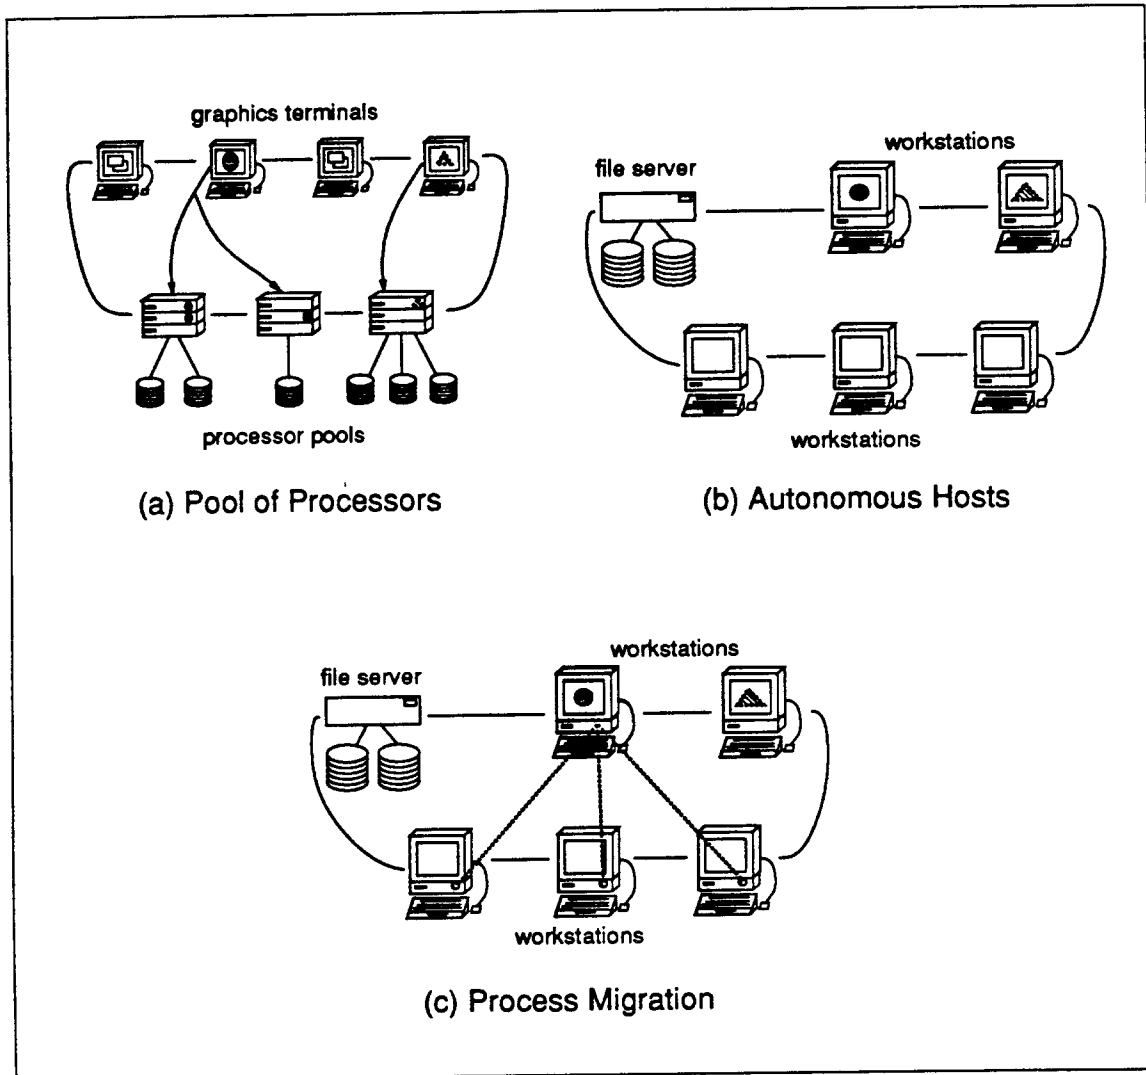 graphics terminals
processor pools
(a) Pool of Processors
workstations
file server
workstations
(b) Autonomous Hosts
workstations
file server
workstations
(c) Process Migration